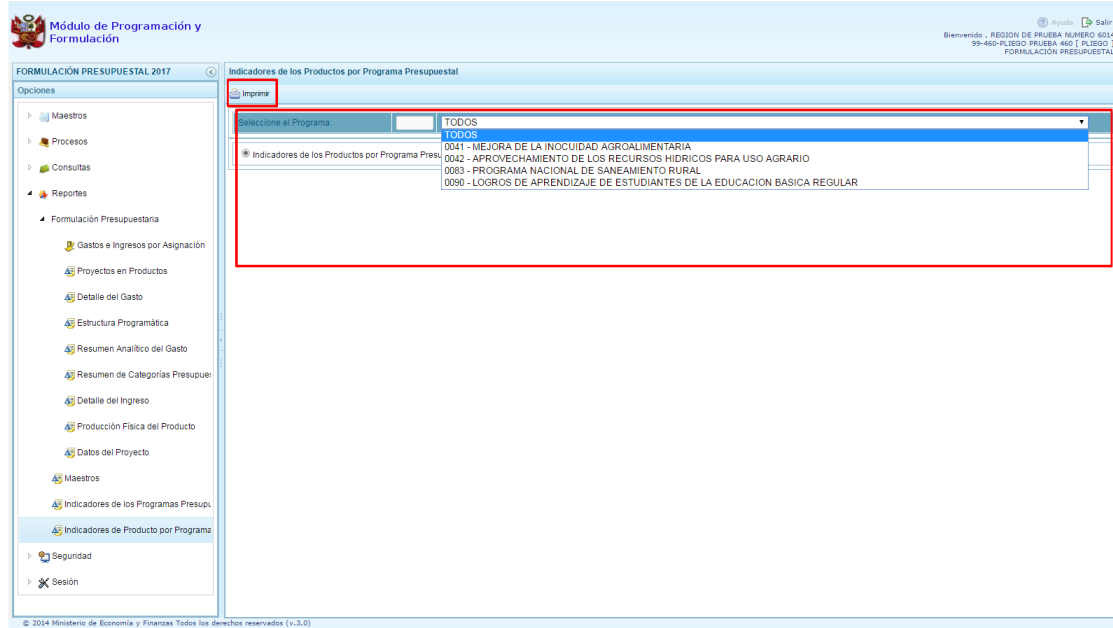 Módulo de Programación y
Formulación
Ayuda Salir
Bienvenido , REGION DE PRUEBA NUMERO 6014
99-460-PLIEGO PRUEBA 460 [ PLIEGO ]
FORMULACIÓN PRESUPUESTAL
FORMULACIÓN PRESUPUESTAL 2017
Opciones
Maestros
Procesos
Consultas
Reportes
Formulación Presupuestaria
Gastos e Ingresos por Asignación
Proyectos en Productos
Detalle del Gasto
Estructura Programática
Resumen Analítico del Gasto
Resumen de Categorías Presupues
Detalle del Ingreso
Producción Física del Producto
Datos del Proyecto
Maestros
Indicadores de los Programas Presupu
Indicadores de Producto por Programa
Seguridad
Sesión
Indicadores de los Productos por Programa Presupuestal
Imprimir
Seleccione el Programa:
TODOS
TODOS
0041 - MEJORA DE LA INOCUIDAD AGROALIMENTARIA
0042 - APROVECHAMIENTO DE LOS RECURSOS HIDRICOS PARA USO AGRARIO
0083 - PROGRAMA NACIONAL DE SANEAMIENTO RURAL
0090 - LOGROS DE APRENDIZAJE DE ESTUDIANTES DE LA EDUCACION BASICA REGULAR
Indicadores de los Productos por Programa Presu
© 2014 Ministerio de Economía y Finanzas Todos los derechos reservados (v.3.0)